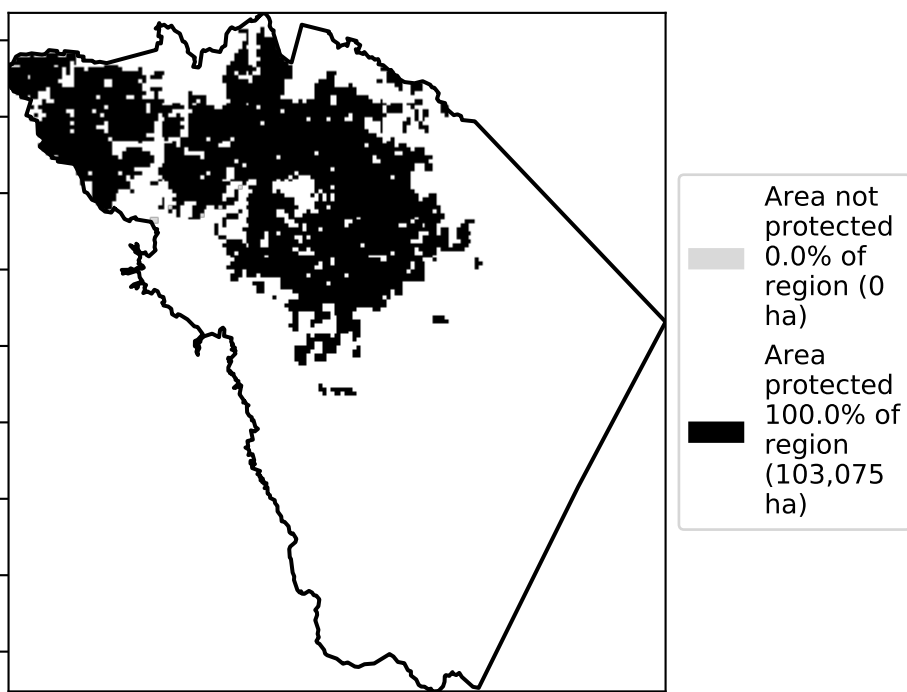 Area not
protected
0.0% of
region (0
ha)
Area
protected
100.0% of
region
(103,075
ha)